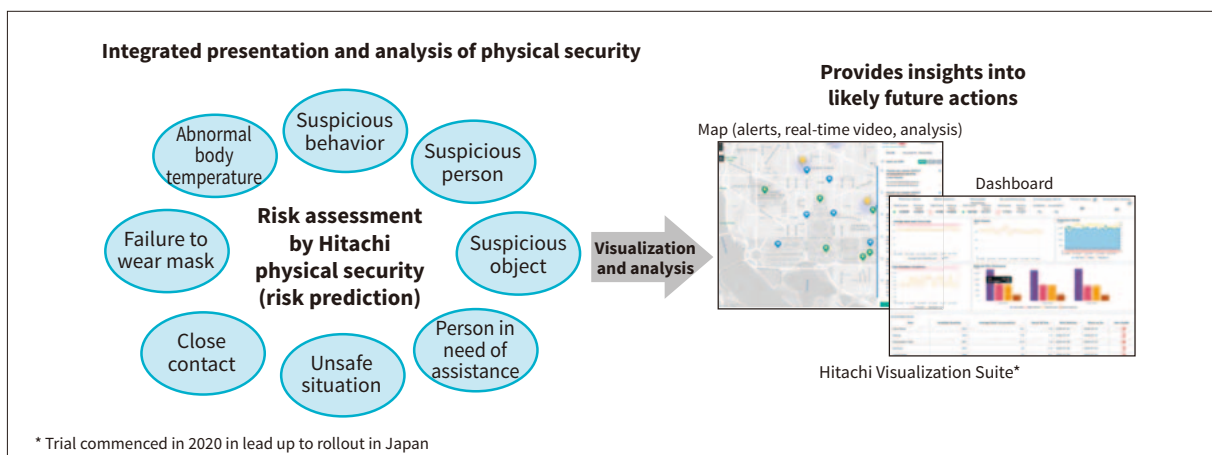 Integrated presentation and analysis of physical security
Suspicious
behavior
Abnormal
body
temperature
Suspicious
person
Failure to
wear mask
Risk assessment
by Hitachi
physical security
(risk prediction)
Suspicious
object
Close
contact
Unsafe
situation
Person in
need of
assistance
Visualization
and analysis
Provides insights into
likely future actions
Map (alerts, real-time video, analysis)
Dashboard
Hitachi Visualization Suite*
* Trial commenced in 2020 in lead up to rollout in Japan